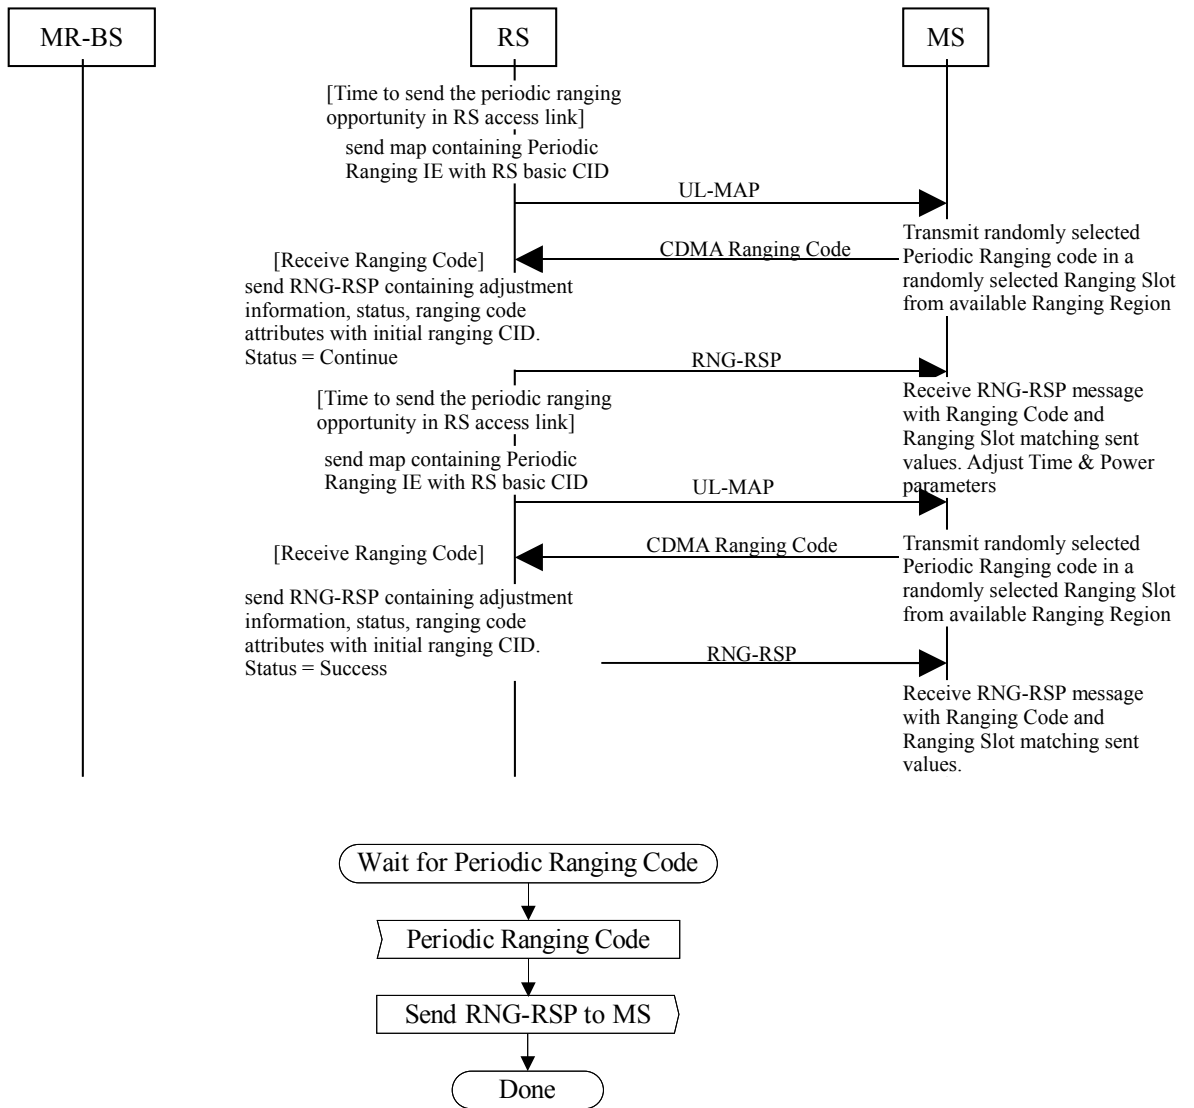 MR-BS
RS
MS
[Time to send the periodic ranging
opportunity in RS access link]
send map containing Periodic
Ranging IE with RS basic CID
UL-MAP
Transmit randomly selected
Periodic Ranging code in a
randomly selected Ranging Slot
from available Ranging Region
CDMA Ranging Code
[Receive Ranging Code]
send RNG-RSP containing adjustment
information, status, ranging code
attributes with initial ranging CID.
Status = Continue
RNG-RSP
Receive RNG-RSP message
with Ranging Code and
Ranging Slot matching sent
values. Adjust Time & Power
parameters
[Time to send the periodic ranging
opportunity in RS access link]
send map containing Periodic
Ranging IE with RS basic CID
UL-MAP
Transmit randomly selected
Periodic Ranging code in a
randomly selected Ranging Slot
from available Ranging Region
CDMA Ranging Code
[Receive Ranging Code]
send RNG-RSP containing adjustment
information, status, ranging code
attributes with initial ranging CID.
Status = Success
RNG-RSP
Receive RNG-RSP message
with Ranging Code and
Ranging Slot matching sent
values.
Wait for Periodic Ranging Code
Periodic Ranging Code
Send RNG-RSP to MS
Done